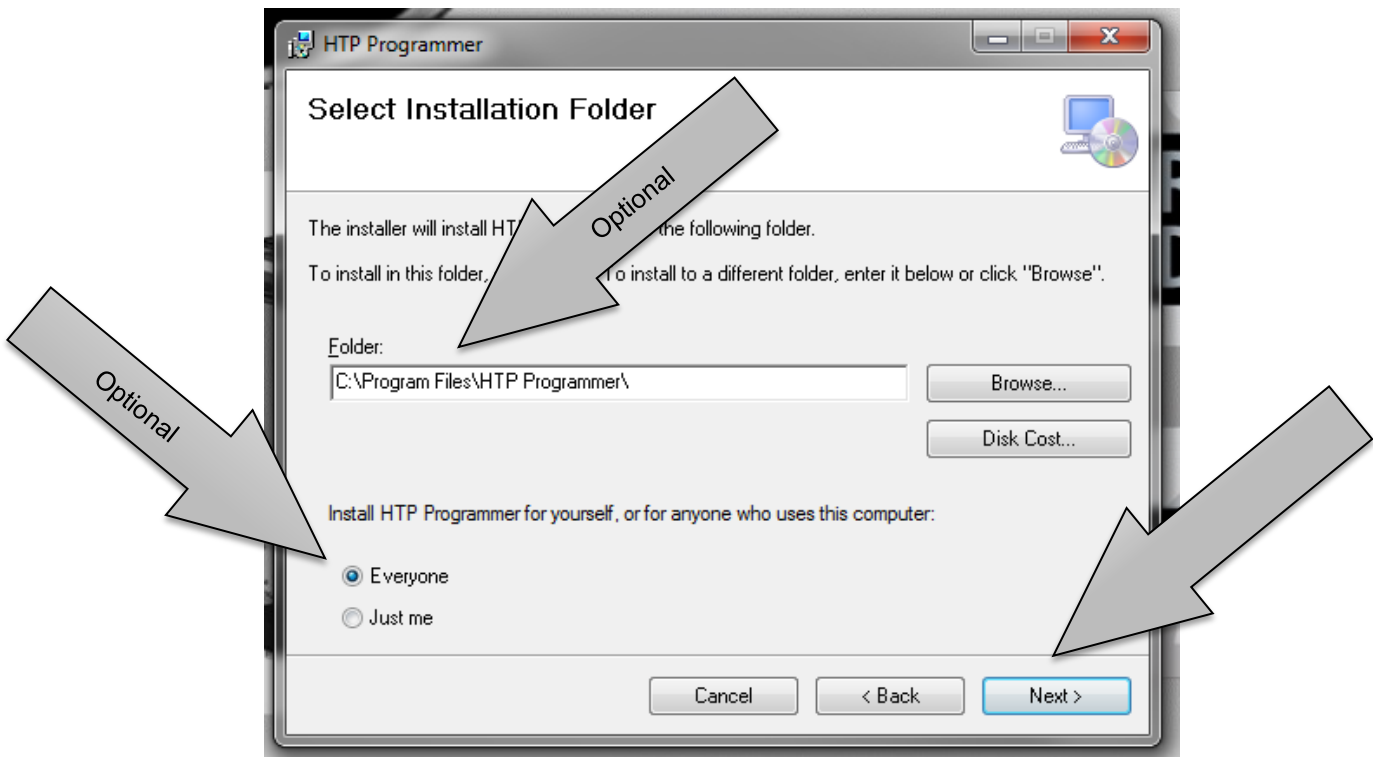 HTP Programmer
Select Installation Folder
Optional
The installer will install HT the following folder.
To install in this folder, To install to a different folder, enter it below or click "Browse".
Folder:
C:\Program Files\HTP Programmer\
Browse...
Optional
Disk Cost...
Install HTP Programmer for yourself, or for anyone who uses this computer:
Everyone
Just me
Cancel
< Back
Next >